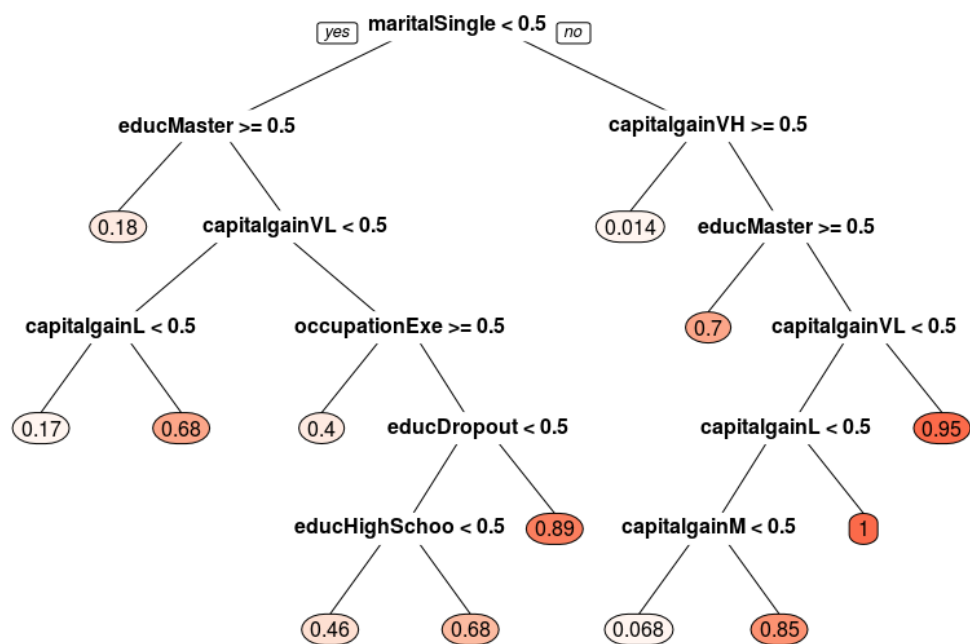 yes maritalSingle < 0.5 no
educMaster >= 0.5 capitalgainVH >= 0.5
0.18 capitalgainVL < 0.5 0.014 educMaster >= 0.5
capitalgainL < 0.5 occupationExe >= 0.5 0.7 capitalgainVL < 0.5
0.17 0.68 0.4 educDropout < 0.5 capitalgainL < 0.5 0.95
educHighSchoo < 0.5 0.89 capitalgainM < 0.5 1
0.46 0.68 0.068 0.85